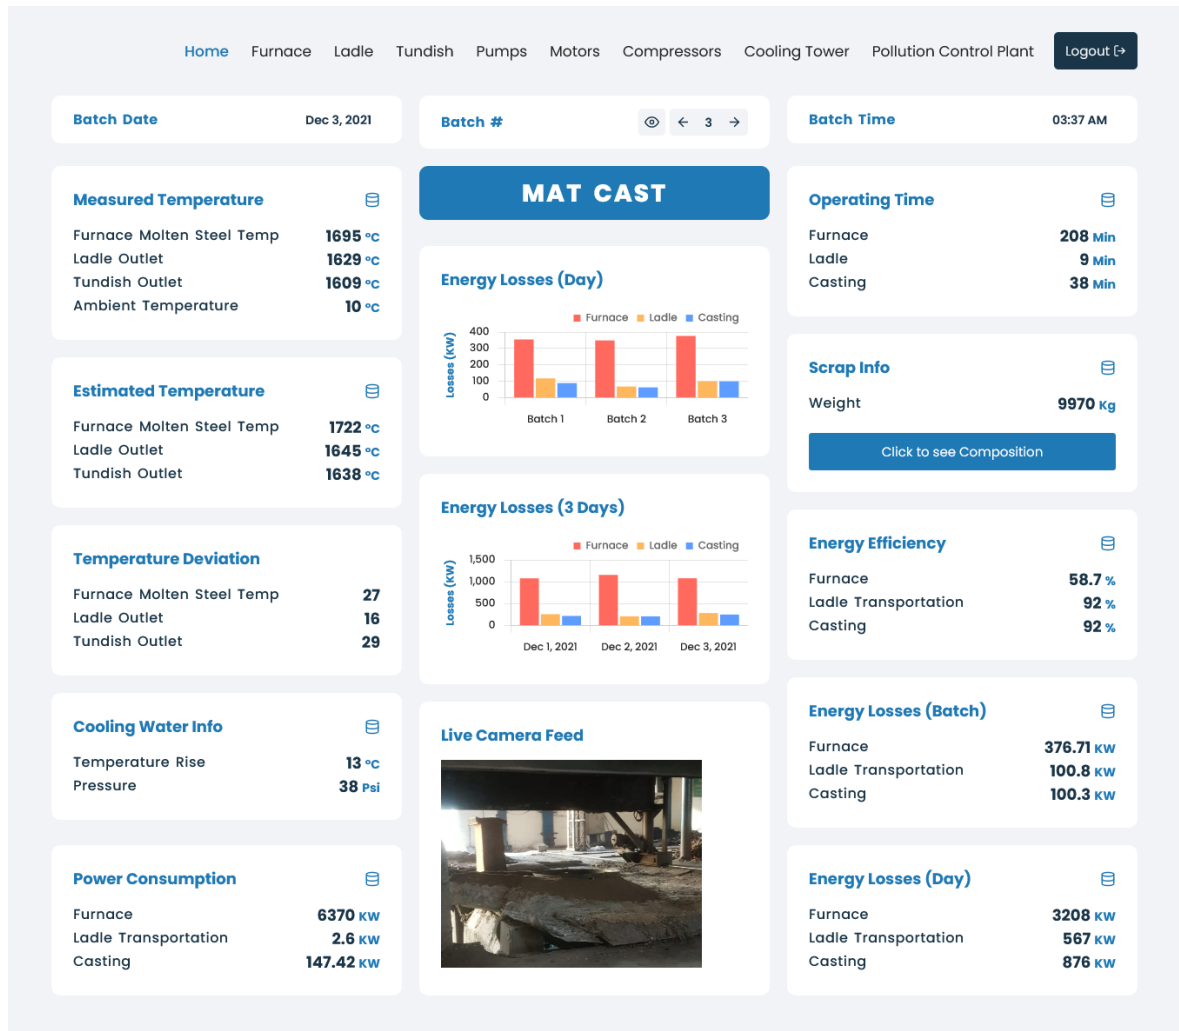 Home Furnace Ladle Tundish Pumps Motors Compressors Cooling Tower Pollution Control Plant Logout
Batch Date Dec 3, 2021
Batch # 3
Batch Time 03:37 AM
Measured Temperature
Furnace Molten Steel Temp 1695 °C
Ladle Outlet 1629 °C
Tundish Outlet 1609 °C
Ambient Temperature 10 °C
Estimated Temperature
Furnace Molten Steel Temp 1722 °C
Ladle Outlet 1645 °C
Tundish Outlet 1638 °C
Temperature Deviation
Furnace Molten Steel Temp 27
Ladle Outlet 16
Tundish Outlet 29
Cooling Water Info
Temperature Rise 13 °C
Pressure 38 Psi
Power Consumption
Furnace 6370 KW
Ladle Transportation 2.6 KW
Casting 147.42 KW
MAT CAST
Energy Losses (Day)
Furnace Ladle Casting
Losses (KW)
400
300
200
100
0
Batch 1 Batch 2 Batch 3
Energy Losses (3 Days)
Furnace Ladle Casting
Losses (KW)
1,500
1,000
500
0
Dec 1, 2021 Dec 2, 2021 Dec 3, 2021
Live Camera Feed
Operating Time
Furnace 208 Min
Ladle 9 Min
Casting 38 Min
Scrap Info
Weight 9970 Kg
Click to see Composition
Energy Efficiency
Furnace 58.7 %
Ladle Transportation 92 %
Casting 92 %
Energy Losses (Batch)
Furnace 376.71 KW
Ladle Transportation 100.8 KW
Casting 100.3 KW
Energy Losses (Day)
Furnace 3208 KW
Ladle Transportation 567 KW
Casting 876 KW